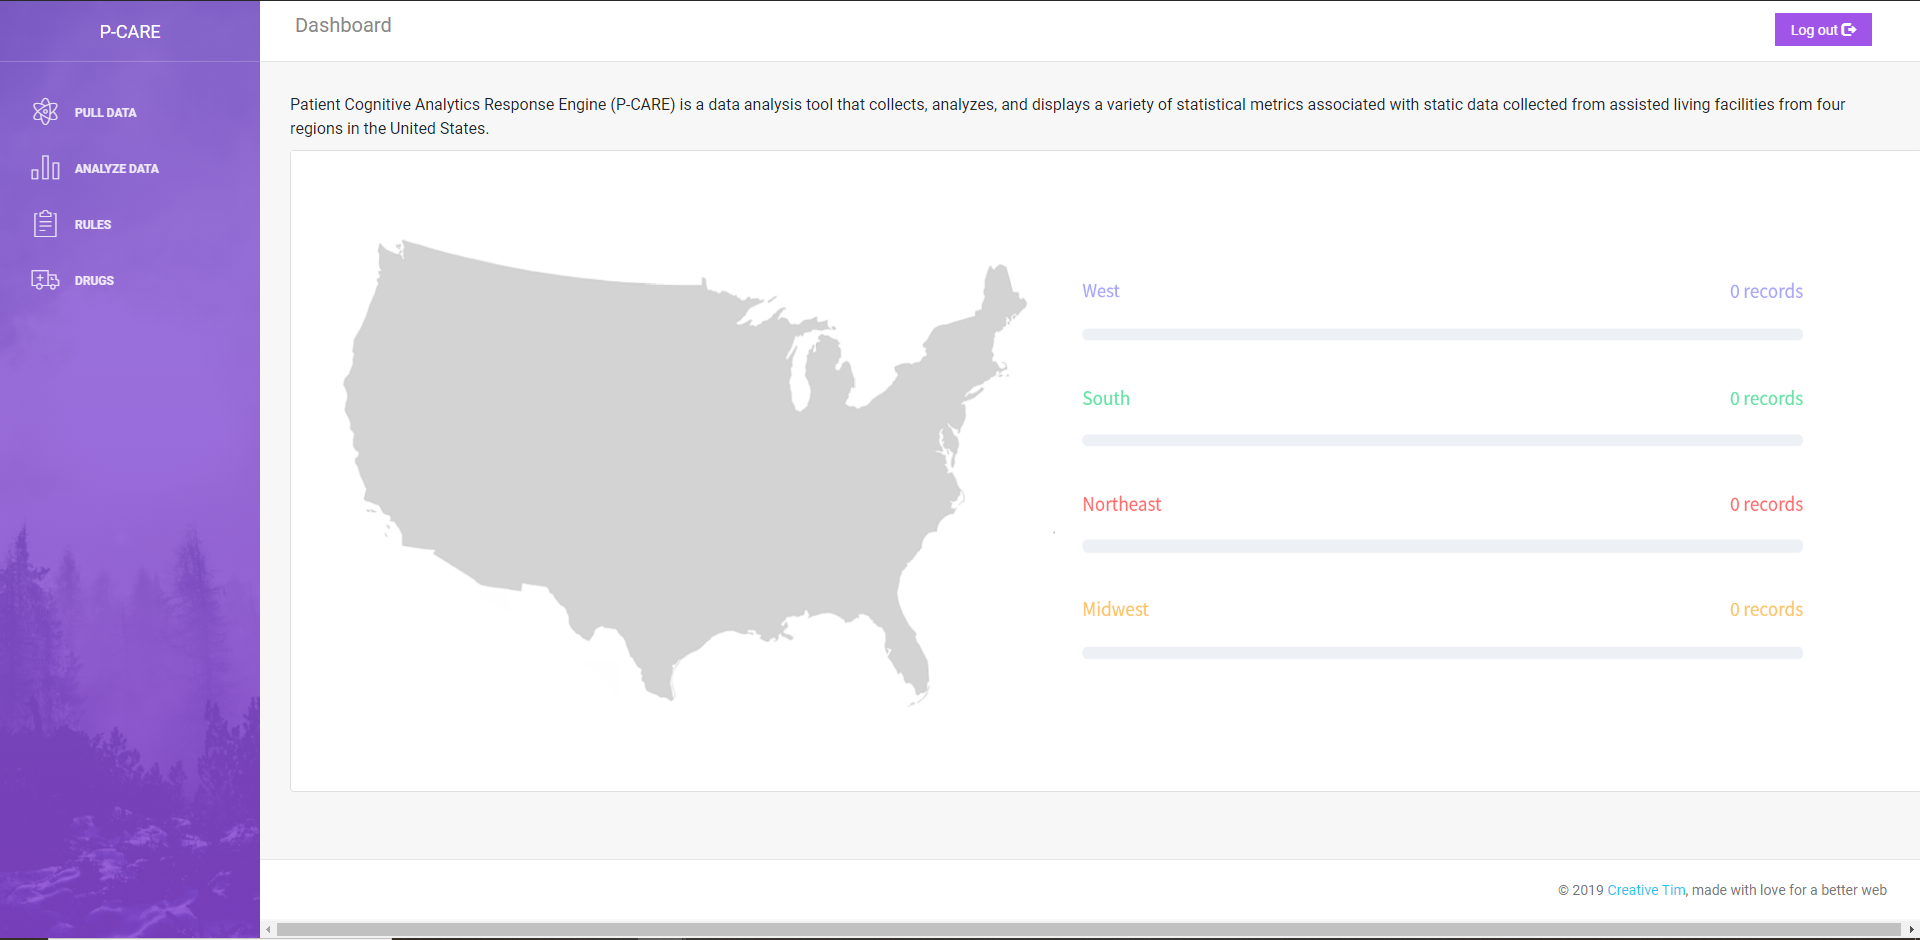 P-CARE
Dashboard
Log out
PULL DATA
ANALYZE DATA
RULES
DRUGS
Patient Cognitive Analytics Response Engine (P-CARE) is a data analysis tool that collects, analyzes, and displays a variety of statistical metrics associated with static data collected from assisted living facilities from four
regions in the United States.
West 0 records
South 0 records
Northeast 0 records
Midwest 0 records
© 2019 Creative Tim, made with love for a better web